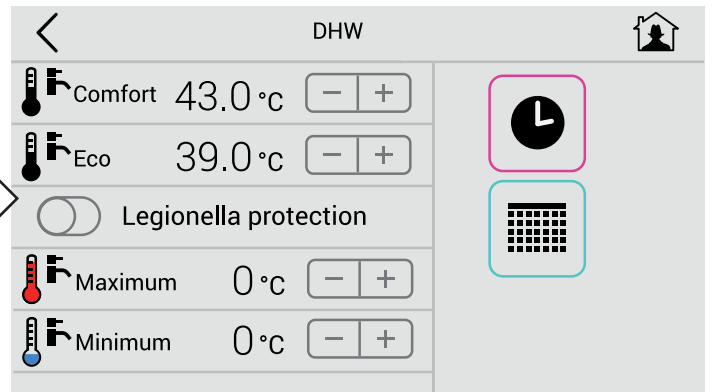 DHW
Comfort 43.0 °C − +
Eco 39.0 °C − +
Legionella protection
Maximum 0 °C − +
Minimum 0 °C − +